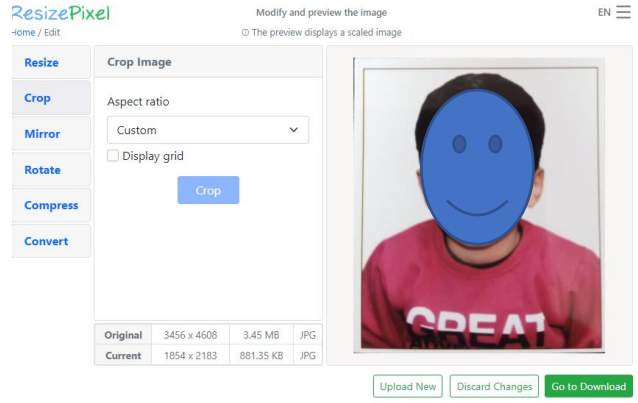 ResizePixel
Modify and preview the image
EN
Home / Edit
The preview displays a scaled image
Resize
Crop
Mirror
Rotate
Compress
Convert
Crop Image
Aspect ratio
Custom
Display grid
Crop
Original 3456 x 4608 3.45 MB JPG
Current 1854 x 2183 881.35 KB JPG
GREAT
Upload New Discard Changes Go to Download